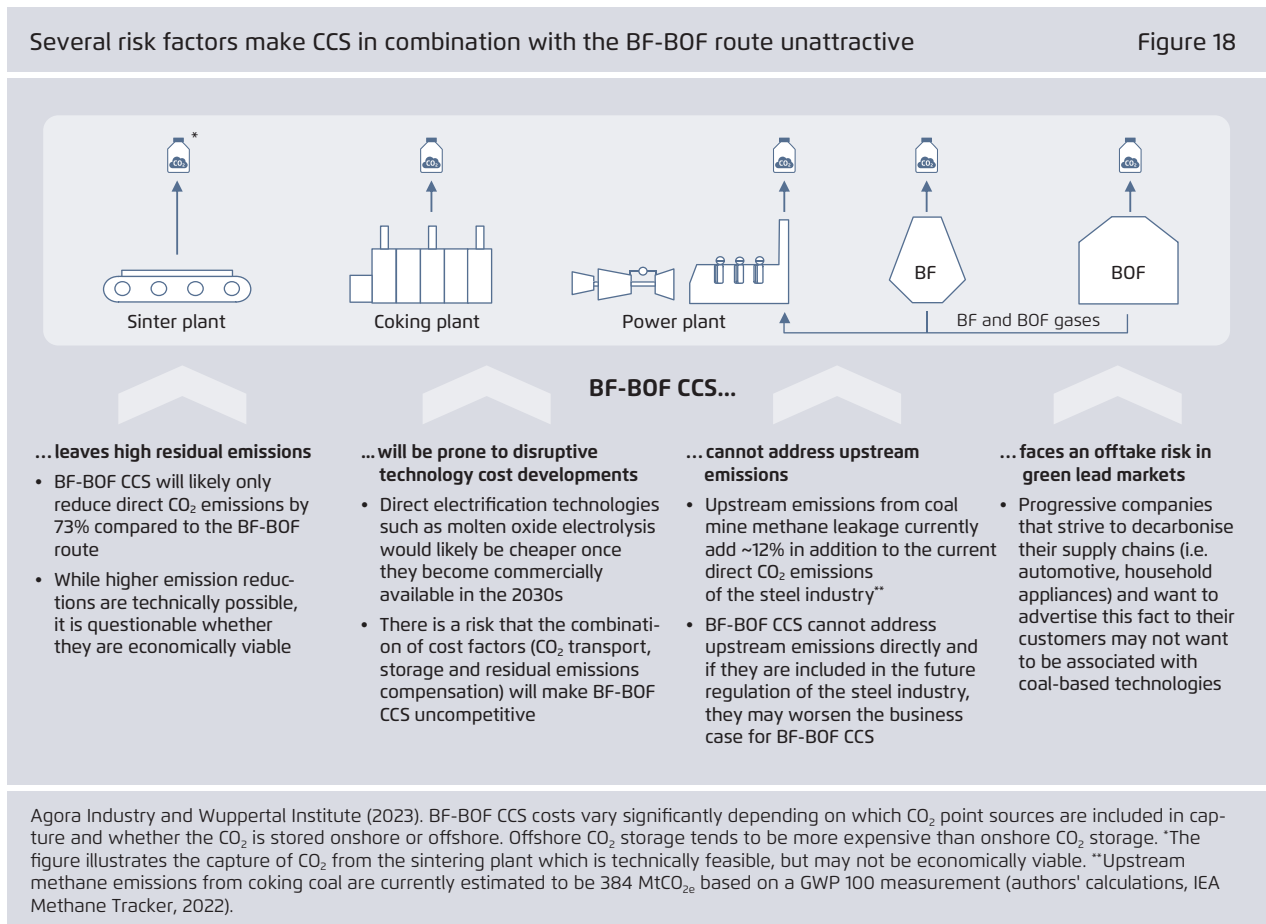 Several risk factors make CCS in combination with the BF-BOF route unattractive
Figure 18
CO₂
*
CO₂
CO₂
CO₂
CO₂
BF
BOF
Sinter plant
Coking plant
Power plant
BF and BOF gases
BF-BOF CCS...
... leaves high residual emissions
• BF-BOF CCS will likely only
reduce direct CO₂ emissions by
73% compared to the BF-BOF
route
• While higher emission reduc-
tions are technically possible,
it is questionable whether
they are economically viable
... will be prone to disruptive
technology cost developments
• Direct electrification technologies
such as molten oxide electrolysis
would likely be cheaper once
they become commercially
available in the 2030s
• There is a risk that the combinati-
on of cost factors (CO₂ transport,
storage and residual emissions
compensation) will make BF-BOF
CCS uncompetitive
... cannot address upstream
emissions
• Upstream emissions from coal
mine methane leakage currently
add ~12% in addition to the current
direct CO₂ emissions
of the steel industry**
• BF-BOF CCS cannot address
upstream emissions directly and
if they are included in the future
regulation of the steel industry,
they may worsen the business
case for BF-BOF CCS
... faces an offtake risk in
green lead markets
• Progressive companies
that strive to decarbonise
their supply chains (i.e.
automotive, household
appliances) and want to
advertise this fact to their
customers may not want
to be associated with
coal-based technologies
Agora Industry and Wuppertal Institute (2023). BF-BOF CCS costs vary significantly depending on which CO₂ point sources are included in cap-
ture and whether the CO₂ is stored onshore or offshore. Offshore CO₂ storage tends to be more expensive than onshore CO₂ storage. *The
figure illustrates the capture of CO₂ from the sintering plant which is technically feasible, but may not be economically viable. **Upstream
methane emissions from coking coal are currently estimated to be 384 MtCO₂ₑ based on a GWP 100 measurement (authors' calculations, IEA
Methane Tracker, 2022).